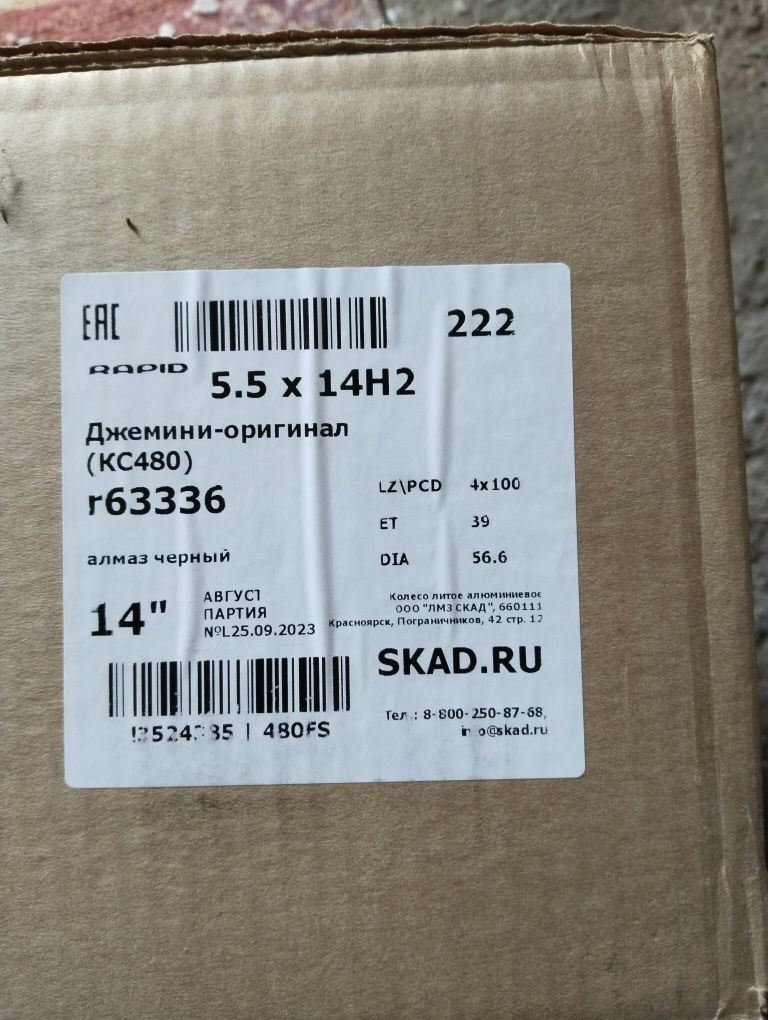 EAC
222
RAPID
5.5 x 14H2
Джемини-оригинал
(КС480)
r63336
LZ\PCD 4x100
ET 39
DIA 56.6
алмаз черный
14"
АВГУСТ
ПАРТИЯ
№L25.09.2023
Колесо литое алюминиевое
ООО "ЛМЗ СКАД", 660111
Красноярск, Пограничников, 42 стр. 12
SKAD.RU
| 480FS
Тел.: 8-800-250-87-68,
info@skad.ru